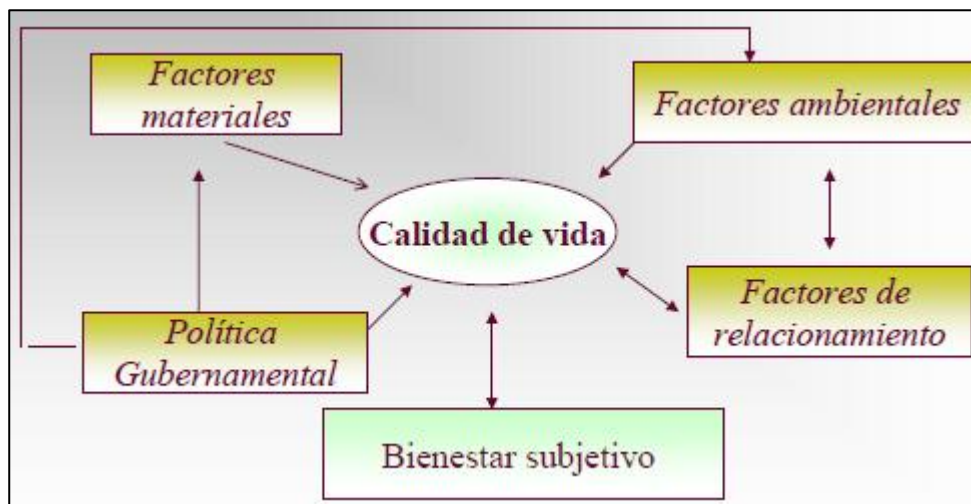 Factores
materiales
Factores ambientales
Calidad de vida
Factores de
relacionamiento
Política
Gubernamental
Bienestar subjetivo